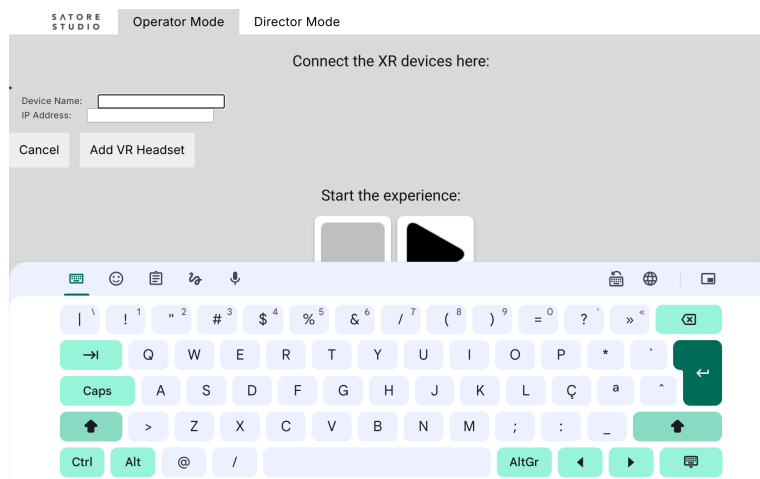 SATORE
STUDIO
Operator Mode
Director Mode
Connect the XR devices here:
Device Name:
IP Address:
Cancel
Add VR Headset
Start the experience:
| \ ! 1 " 2 # 3 $ 4 % 5 & 6 / 7 ( 8 ) 9 = 0 ? ' » «
Q W E R T Y U I O P * `
Caps A S D F G H J K L Ç ª ^
> Z X C V B N M ; : _
Ctrl Alt @ / AltGr